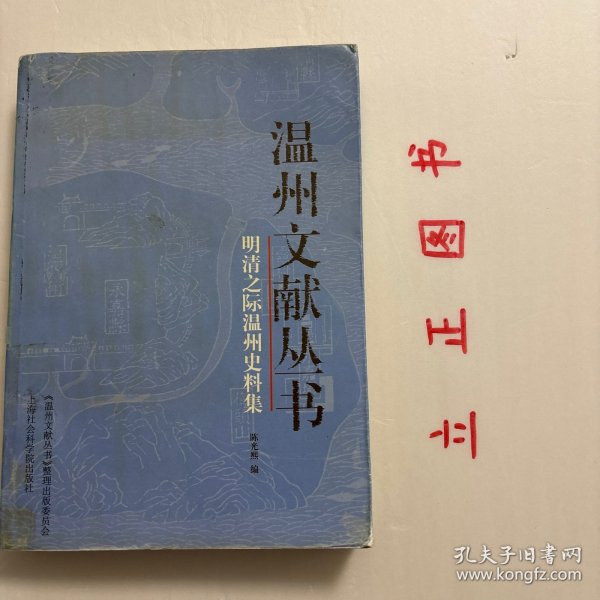 温州文献丛书
明清之际温州史料集
陈光熙 编
《温州文献丛书》整理出版委员会
上海社会科学院出版社
书图正立
孔夫子旧书网
www.kongfz.com